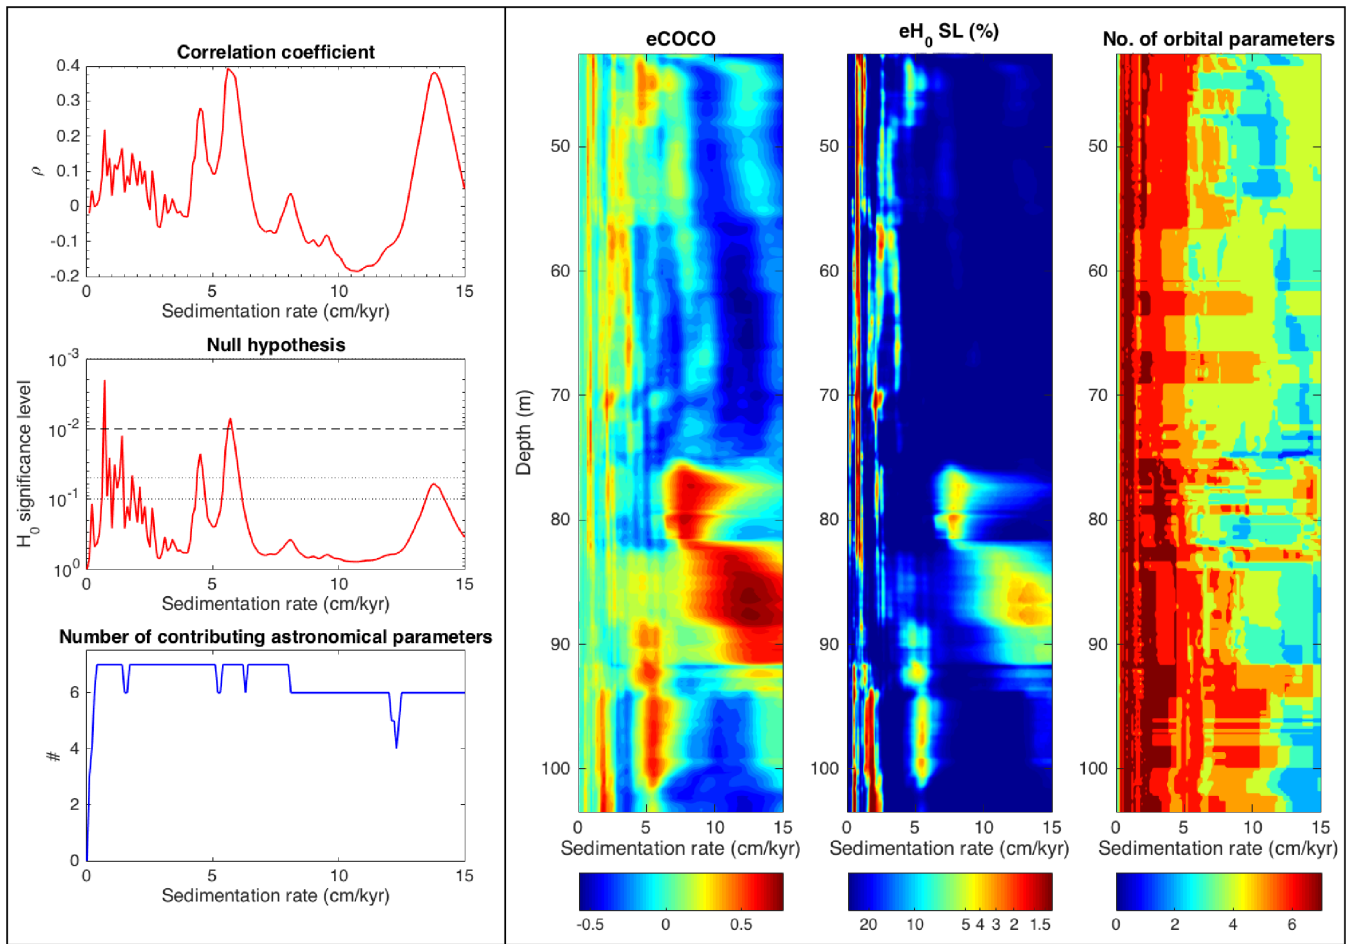 Correlation coefficient
0.4
0.3
0.2
0.1
0
-0.1
-0.2
ρ
0 5 10 15
Sedimentation rate (cm/kyr)
Null hypothesis
10-3
10-2
10-1
100
H0 significance level
0 5 10 15
Sedimentation rate (cm/kyr)
Number of contributing astronomical parameters
6
4
2
0
#
0 5 10 15
Sedimentation rate (cm/kyr)
eCOCO
Depth (m)
50
60
70
80
90
100
0 5 10 15
Sedimentation rate (cm/kyr)
-0.5 0 0.5
eH0 SL (%)
50
60
70
80
90
100
0 5 10 15
Sedimentation rate (cm/kyr)
20 10 5 4 3 2 1.5
No. of orbital parameters
50
60
70
80
90
100
0 5 10 15
Sedimentation rate (cm/kyr)
0 2 4 6